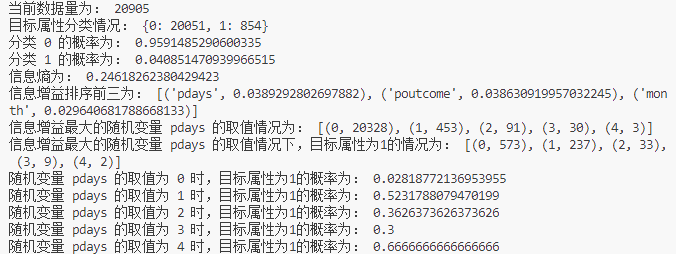 当前数据量为： 20905
目标属性分类情况： {0: 20051, 1: 854}
分类 0 的概率为： 0.9591485290600335
分类 1 的概率为： 0.040851470939966515
信息熵为： 0.24618262380429423
信息增益排序前三为： [('pdays', 0.0389292802697882), ('poutcome', 0.038630919957032245), ('mon
th', 0.029640681788668133)]
信息增益最大的随机变量 pdays 的取值情况为： [(0, 20328), (1, 453), (2, 91), (3, 30), (4, 3)]
信息增益最大的随机变量 pdays 的取值情况下，目标属性为1的情况为： [(0, 573), (1, 237), (2, 33),
(3, 9), (4, 2)]
随机变量 pdays 的取值为 0 时，目标属性为1的概率为： 0.02818772136953955
随机变量 pdays 的取值为 1 时，目标属性为1的概率为： 0.5231788079470199
随机变量 pdays 的取值为 2 时，目标属性为1的概率为： 0.3626373626373626
随机变量 pdays 的取值为 3 时，目标属性为1的概率为： 0.3
随机变量 pdays 的取值为 4 时，目标属性为1的概率为： 0.6666666666666666